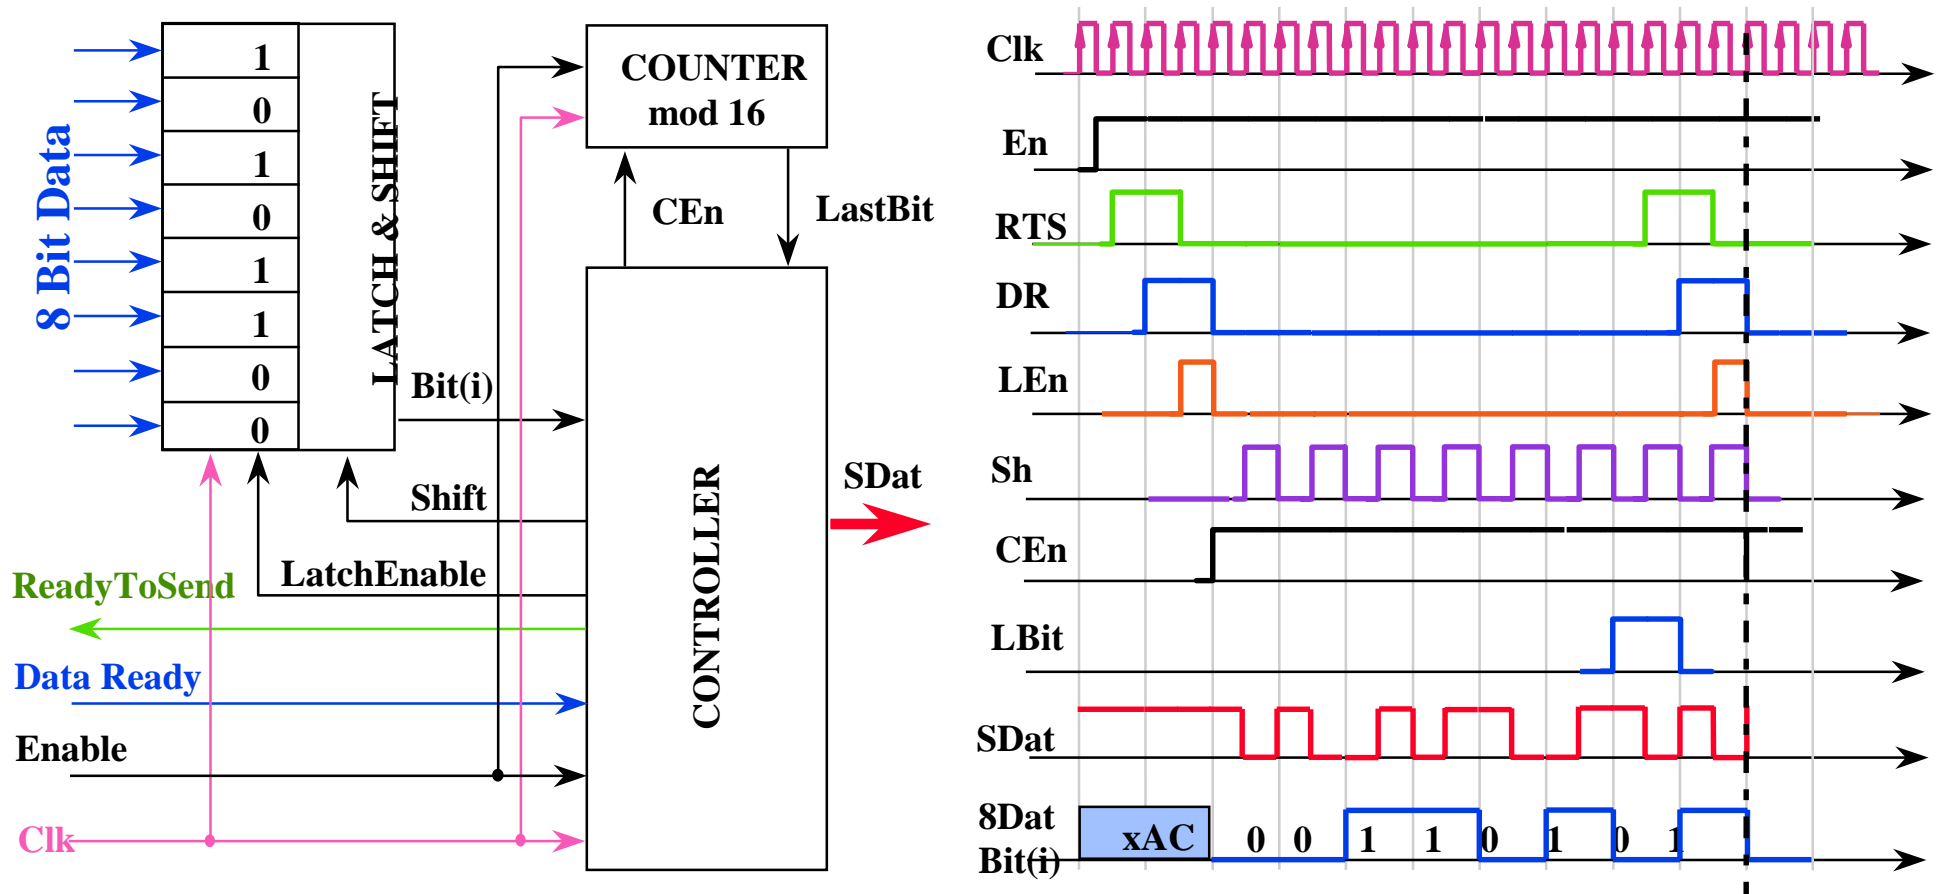 8 Bit Data
1
0
1
0
1
1
0
0
LATCH & SHIFT
COUNTER
mod 16
CEn
LastBit
Bit(i)
Shift
LatchEnable
CONTROLLER
SDat
ReadyToSend
Data Ready
Enable
Clk
Clk
En
RTS
DR
LEn
Sh
CEn
LBit
SDat
8Dat
xAC 0 0 1 1 0 1 0 1
Bit(i)